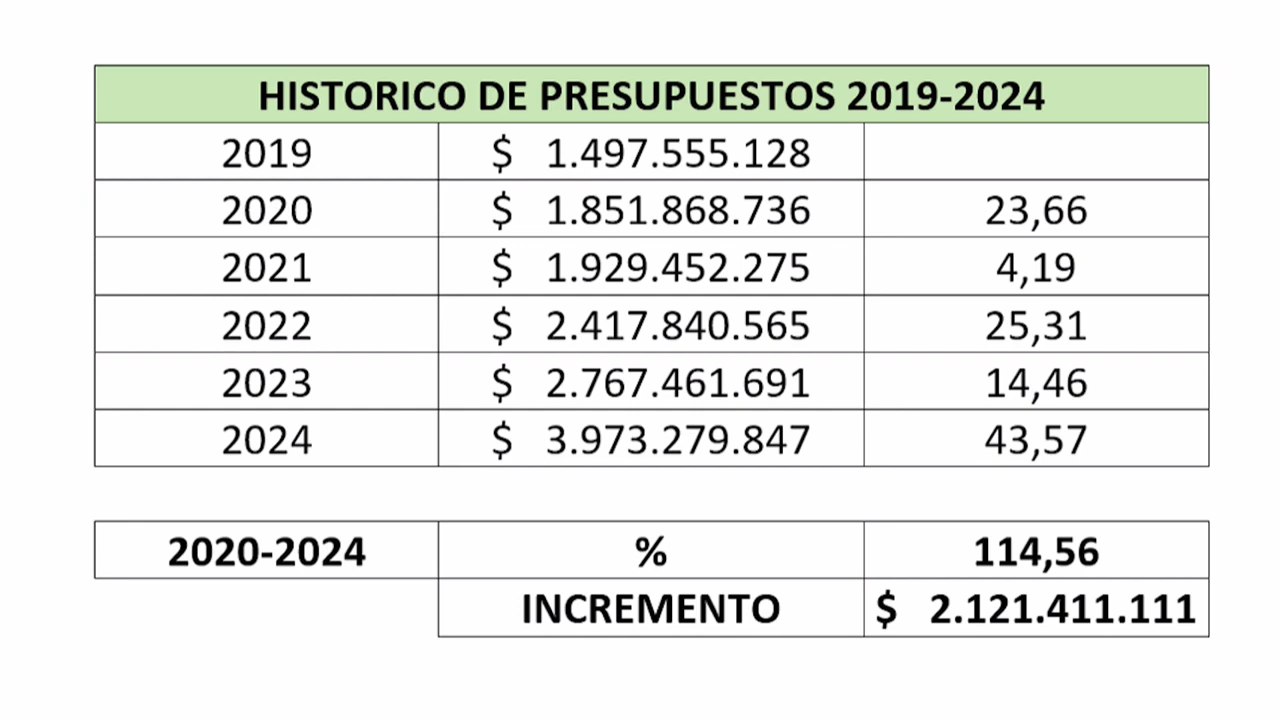 HISTORICO DE PRESUPUESTOS 2019-2024
2019 $ 1.497.555.128
2020 $ 1.851.868.736 23,66
2021 $ 1.929.452.275 4,19
2022 $ 2.417.840.565 25,31
2023 $ 2.767.461.691 14,46
2024 $ 3.973.279.847 43,57
2020-2024 % 114,56
INCREMENTO $ 2.121.411.111